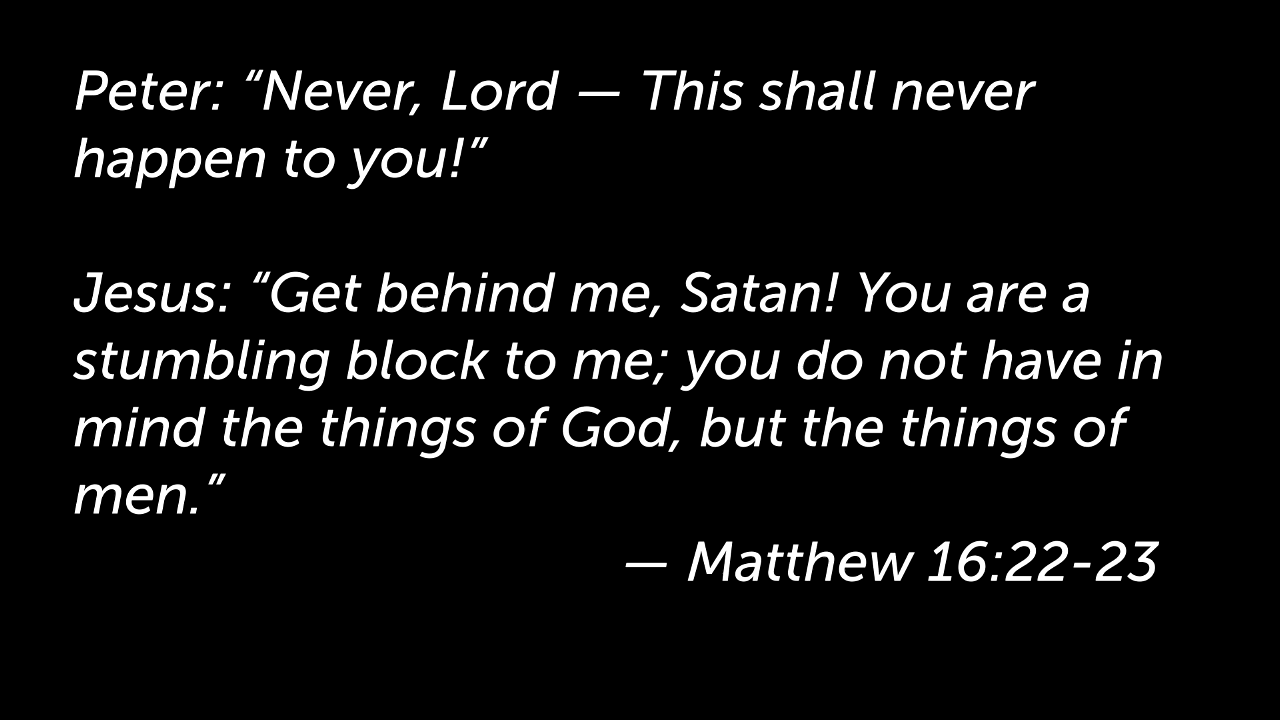 Peter: “Never, Lord — This shall never
happen to you!”
Jesus: “Get behind me, Satan! You are a
stumbling block to me; you do not have in
mind the things of God, but the things of
men.”
— Matthew 16:22-23